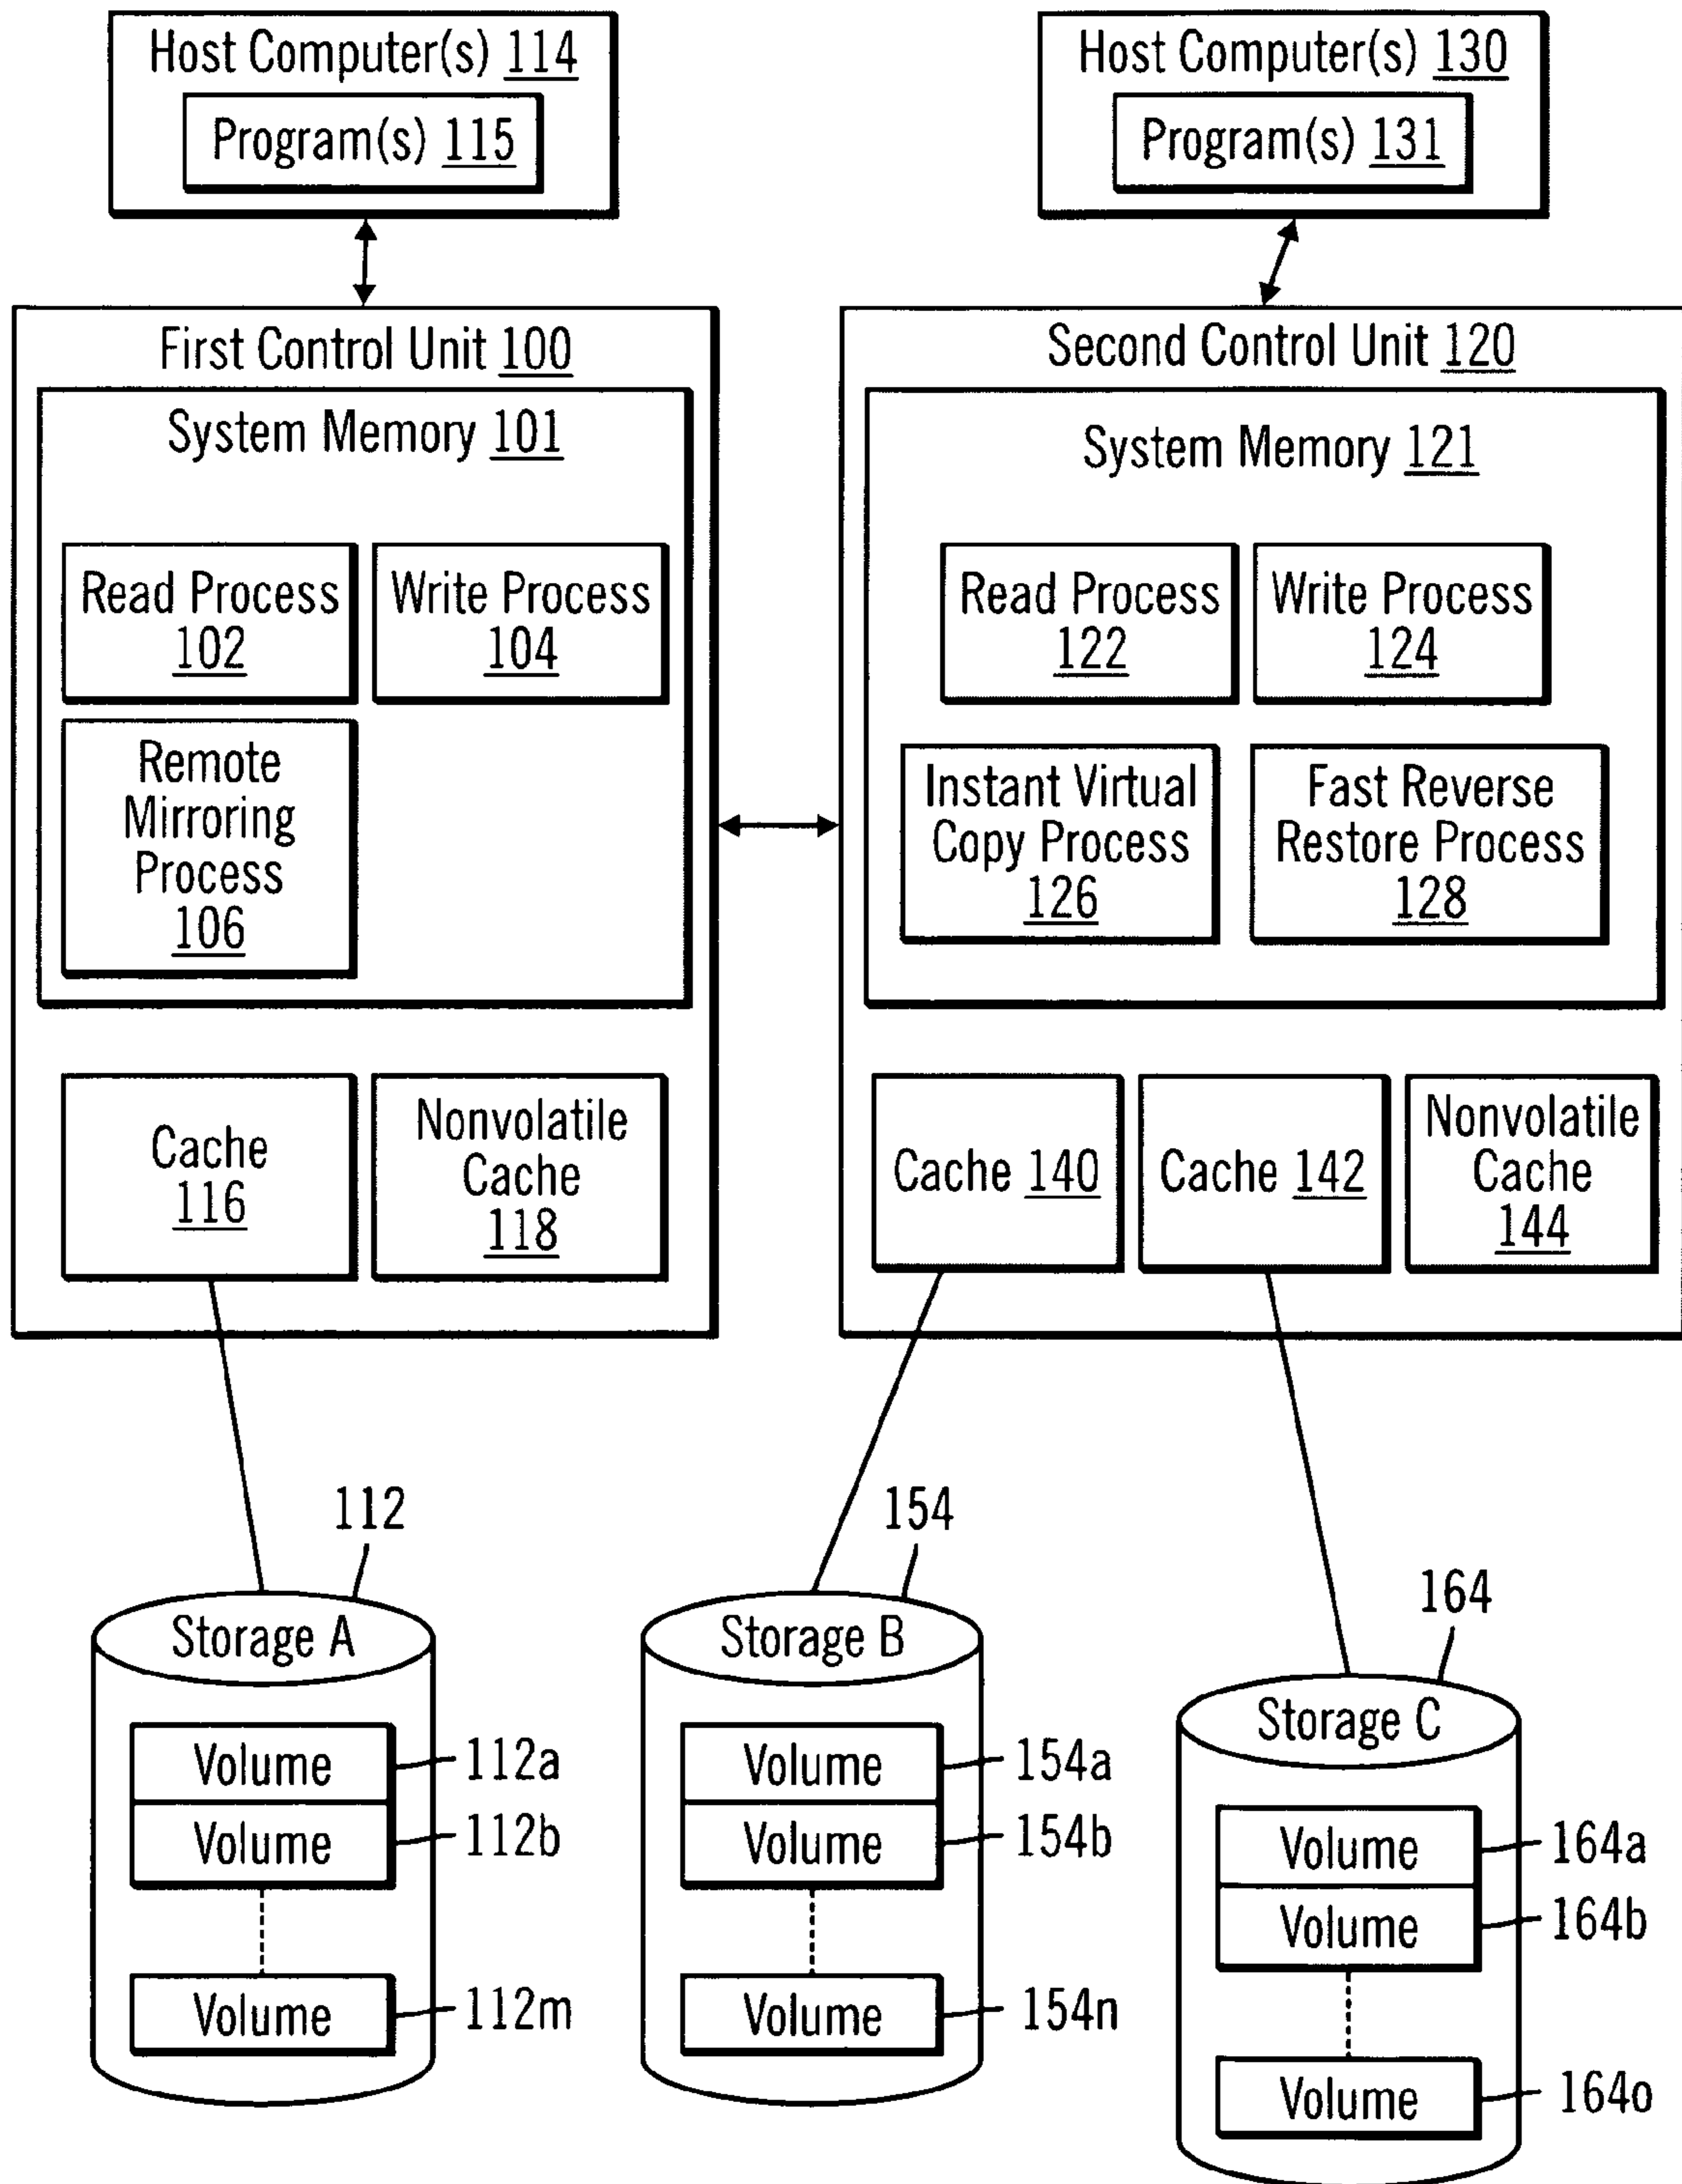 Host Computer(s) 114
Program(s) 115
Host Computer(s) 130
Program(s) 131
First Control Unit 100
System Memory 101
Read Process
102
Write Process
104
Remote
Mirroring
Process
106
Cache
116
Nonvolatile
Cache
118
Second Control Unit 120
System Memory 121
Read Process
122
Write Process
124
Instant Virtual
Copy Process
126
Fast Reverse
Restore Process
128
Cache 140
Cache 142
Nonvolatile
Cache
144
112
Storage A
Volume 112a
Volume 112b
Volume 112m
154
Storage B
Volume 154a
Volume 154b
Volume 154n
164
Storage C
Volume 164a
Volume 164b
Volume 164o